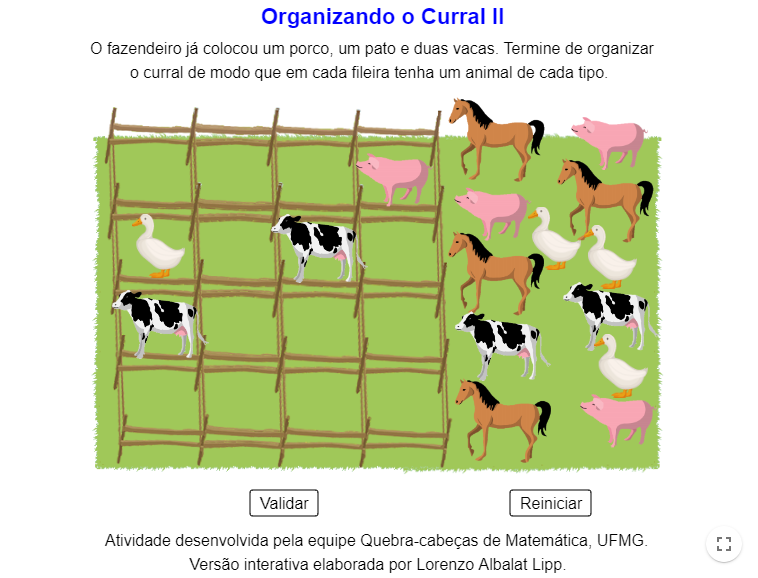 Organizando o Curral II
O fazendeiro já colocou um porco, um pato e duas vacas. Termine de organizar
o curral de modo que em cada fileira tenha um animal de cada tipo.
Validar
Reiniciar
Atividade desenvolvida pela equipe Quebra-cabeças de Matemática, UFMG.
Versão interativa elaborada por Lorenzo Albalat Lipp.